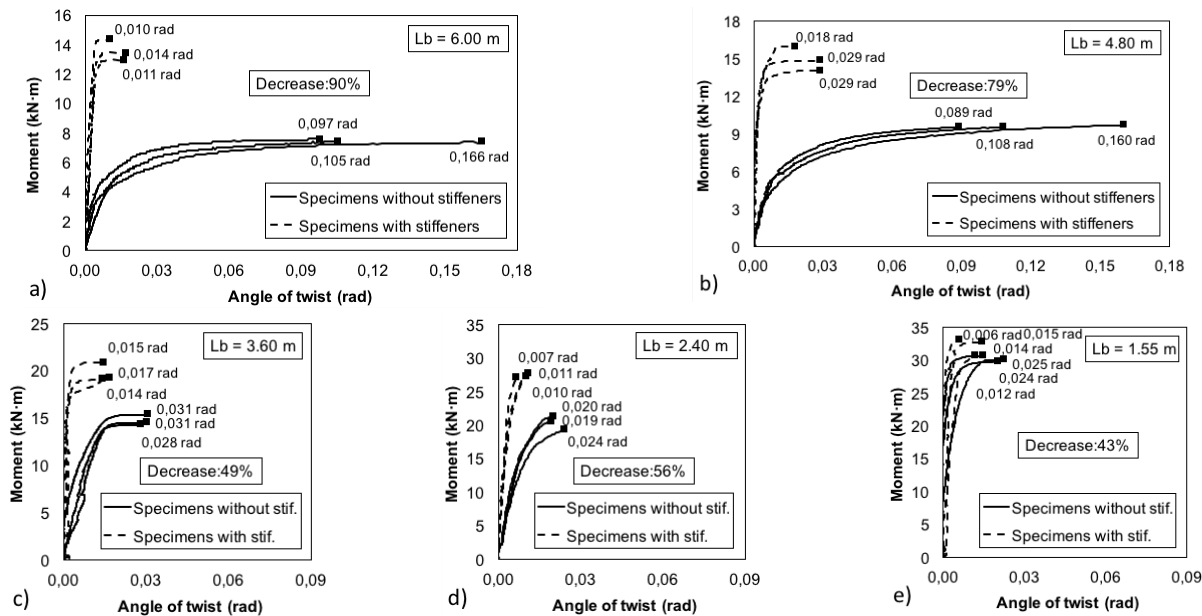 16
14
12
10
8
6
4
2
0
Moment (kN·m)
0,010 rad
0,014 rad
0,011 rad
Lb = 6.00 m
Decrease:90%
0,097 rad
0,105 rad
0,166 rad
Specimens without stiffeners
Specimens with stiffeners
0,00 0,03 0,06 0,09 0,12 0,15 0,18
Angle of twist (rad)
a)
18
15
12
9
6
3
0
Moment (kN·m)
0,018 rad
0,029 rad
0,029 rad
Lb = 4.80 m
Decrease:79%
0,089 rad
0,108 rad
0,160 rad
Specimens without stiffeners
Specimens with stiffeners
0,00 0,03 0,06 0,09 0,12 0,15 0,18
Angle of twist (rad)
b)
25
20
15
10
5
0
Moment (kN·m)
0,015 rad
0,017 rad
0,014 rad
Lb = 3.60 m
0,031 rad
0,031 rad
0,028 rad
Decrease:49%
Specimens without stif.
Specimens with stif.
0,00 0,03 0,06 0,09
Angle of twist (rad)
c)
35
30
25
20
15
10
5
0
Moment (kN·m)
Lb = 2.40 m
0,007 rad
0,011 rad
0,010 rad
0,020 rad
0,019 rad
0,024 rad
Decrease:56%
Specimens without stif.
Specimens with stif.
0,00 0,03 0,06 0,09
Angle of twist (rad)
d)
35
30
25
20
15
10
5
0
Moment (kN·m)
0,006 rad 0,015 rad
0,014 rad
0,025 rad
0,024 rad
0,012 rad
Lb = 1.55 m
Decrease:43%
Specimens without stif.
Specimens with stif.
0,00 0,03 0,06 0,09
Angle of twist (rad)
e)